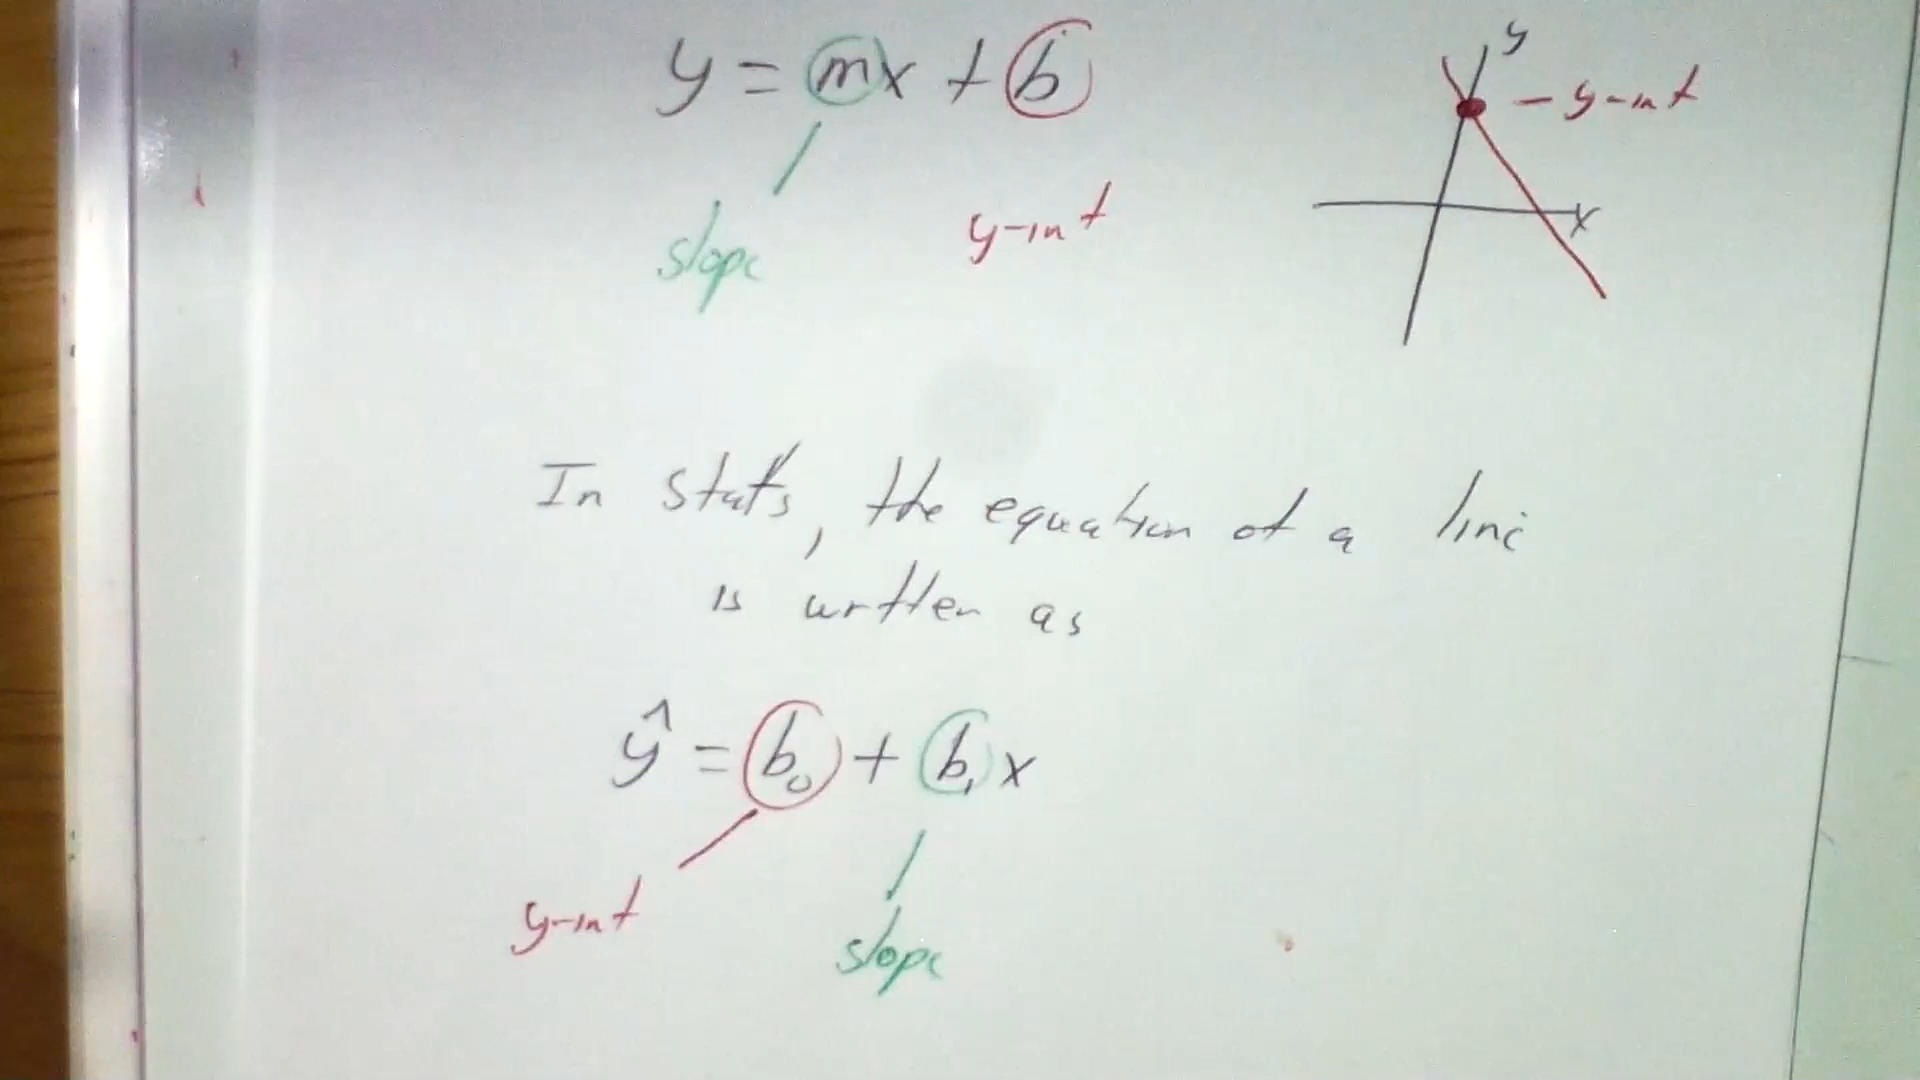 y = mx + b
y
- y-int
x
slope
y-int
In stats, the equation of a line
is written as
ŷ = b₀ + b₁x
y-int
slope